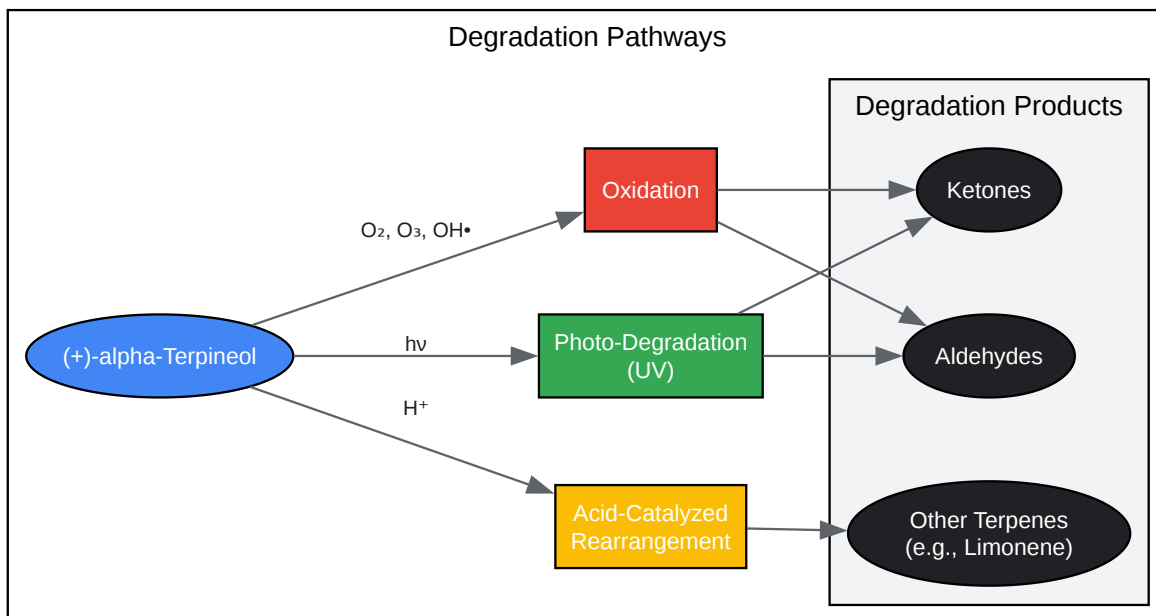 Degradation Pathways
Degradation Products
Oxidation
Ketones
O₂, O₃, OH•
(+)-alpha-Terpineol
hν
Photo-Degradation
(UV)
Aldehydes
H⁺
Acid-Catalyzed
Rearrangement
Other Terpenes
(e.g., Limonene)